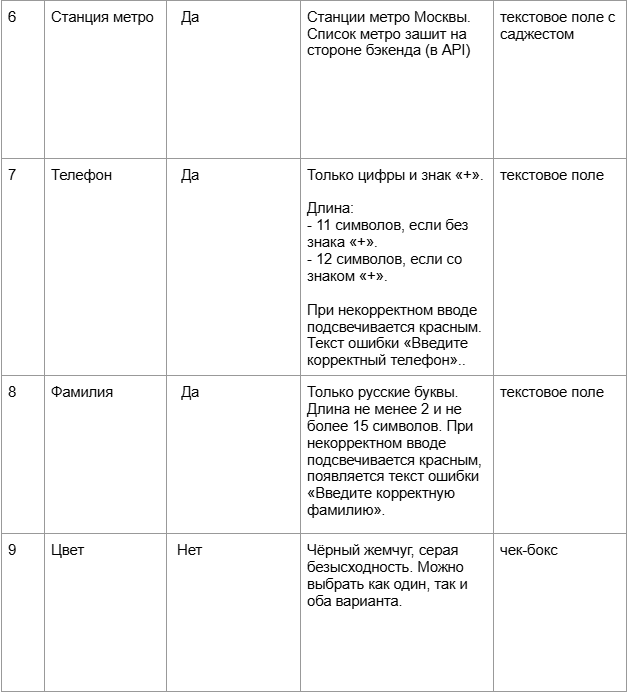 6 Станция метро Да Станции метро Москвы. текстовое поле с
Список метро зашит на саджестом
стороне бэкенда (в API)
7 Телефон Да Только цифры и знак «+». текстовое поле
Длина:
- 11 символов, если без
знака «+».
- 12 символов, если со
знаком «+».
При некорректном вводе
подсвечивается красным.
Текст ошибки «Введите
корректный телефон»..
8 Фамилия Да Только русские буквы. текстовое поле
Длина не менее 2 и не
более 15 символов. При
некорректном вводе
подсвечивается красным,
появляется текст ошибки
«Введите корректную
фамилию».
9 Цвет Нет Чёрный жемчуг, серая чек-бокс
безысходность. Можно
выбрать как один, так и
оба варианта.